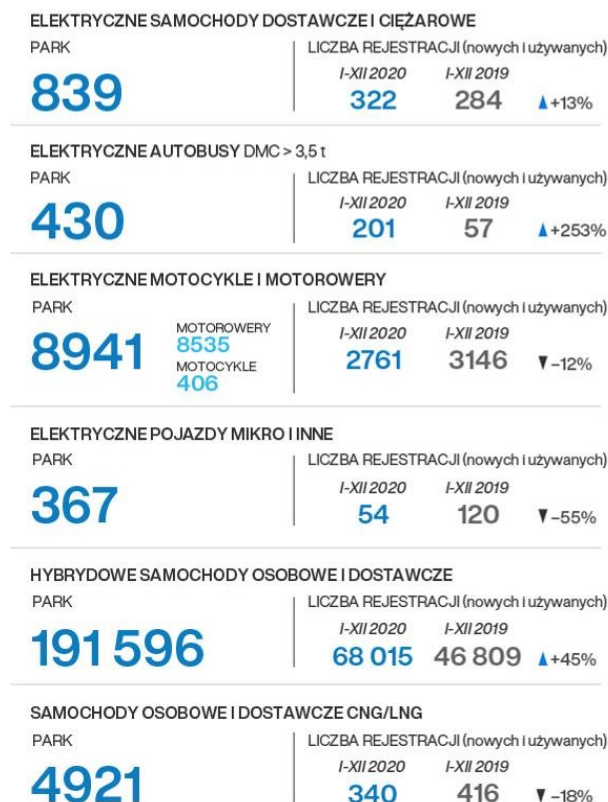 ELEKTRYCZNE SAMOCHODY DOSTAWCZE I CIĘŻAROWE
PARK
839
LICZBA REJESTRACJI (nowych i używanych)
I-XII 2020 I-XII 2019
322 284 ▲+13%
ELEKTRYCZNE AUTOBUSY DMC > 3,5 t
PARK
430
LICZBA REJESTRACJI (nowych i używanych)
I-XII 2020 I-XII 2019
201 57 ▲+253%
ELEKTRYCZNE MOTOCYKLE I MOTOROWERY
PARK
8941
MOTOROWERY
8535
MOTOCYKLE
406
LICZBA REJESTRACJI (nowych i używanych)
I-XII 2020 I-XII 2019
2761 3146 ▼–12%
ELEKTRYCZNE POJAZDY MIKRO I INNE
PARK
367
LICZBA REJESTRACJI (nowych i używanych)
I-XII 2020 I-XII 2019
54 120 ▼–55%
HYBRYDOWE SAMOCHODY OSOBOWE I DOSTAWCZE
PARK
191 596
LICZBA REJESTRACJI (nowych i używanych)
I-XII 2020 I-XII 2019
68 015 46 809 ▲+45%
SAMOCHODY OSOBOWE I DOSTAWCZE CNG/LNG
PARK
4921
LICZBA REJESTRACJI (nowych i używanych)
I-XII 2020 I-XII 2019
340 416 ▼–18%